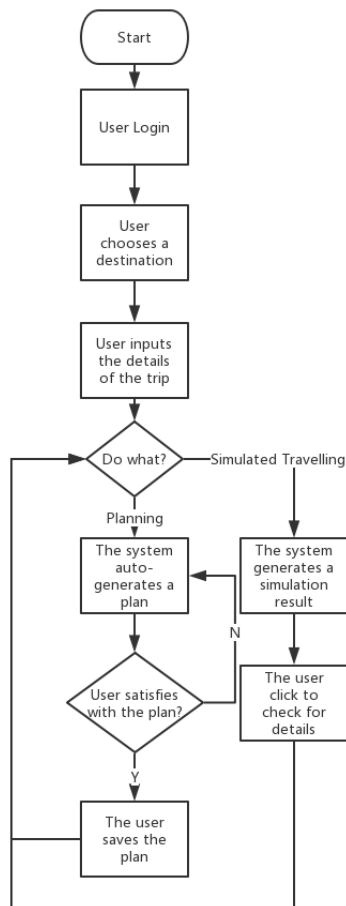 Start
User Login
User
chooses a
destination
User inputs
the details
of the trip
Do what?
Simulated Travelling
Planning
The system
auto-
generates a
plan
The system
generates a
simulation
result
N
User satisfies
with the plan?
The user
click to
check for
details
Y
The user
saves the
plan